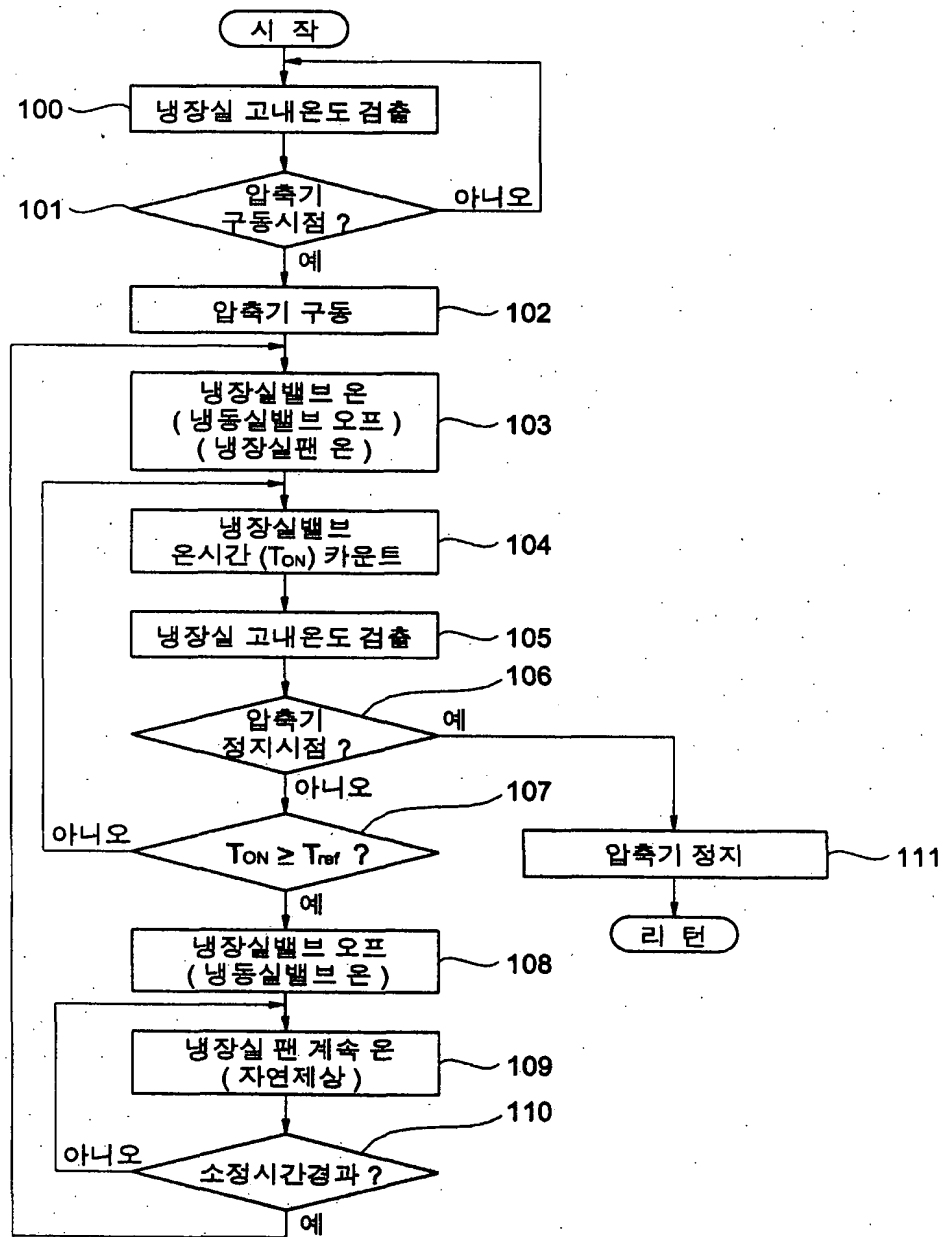 시 작
100
냉장실 고내온도 검출
101
압축기
구동시점 ?
아니오
예
압축기 구동
102
냉장실밸브 온
( 냉동실밸브 오프 )
( 냉장실팬 온 )
103
냉장실밸브
온시간 (TON) 카운트
104
냉장실 고내온도 검출
105
106
압축기
정지시점 ?
예
아니오
107
아니오
TON ≥ Tref ?
예
압축기 정지
111
리 턴
냉장실밸브 오프
( 냉동실밸브 온 )
108
냉장실 팬 계속 온
( 자연제상 )
109
110
아니오
소정시간경과 ?
예